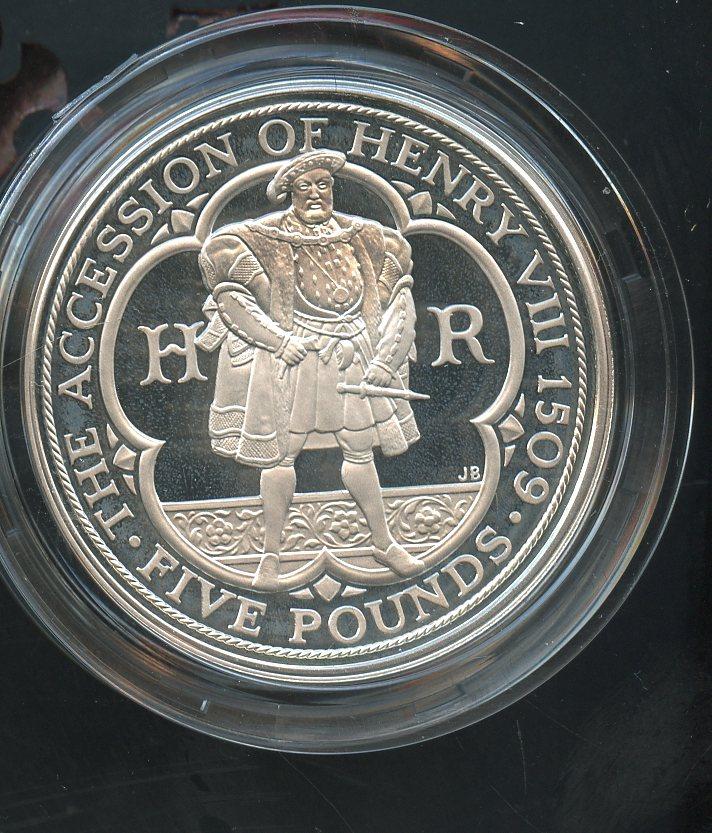 THE ACCESSION OF HENRY VIII 1509
· FIVE POUNDS ·
H R
JB